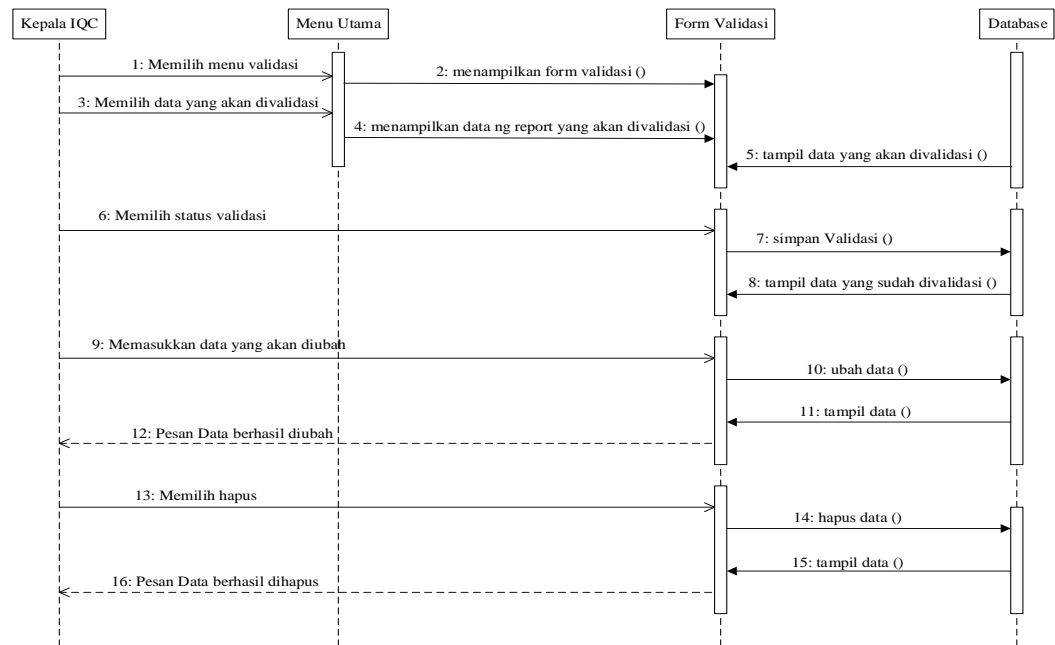 Kepala IQC
Menu Utama
Form Validasi
Database
1: Memilih menu validasi
2: menampilkan form validasi ()
3: Memilih data yang akan divalidasi
4: menampilkan data ng report yang akan divalidasi ()
5: tampil data yang akan divalidasi ()
6: Memilih status validasi
7: simpan Validasi ()
8: tampil data yang sudah divalidasi ()
9: Memasukkan data yang akan diubah
10: ubah data ()
11: tampil data ()
12: Pesan Data berhasil diubah
13: Memilih hapus
14: hapus data ()
15: tampil data ()
16: Pesan Data berhasil dihapus